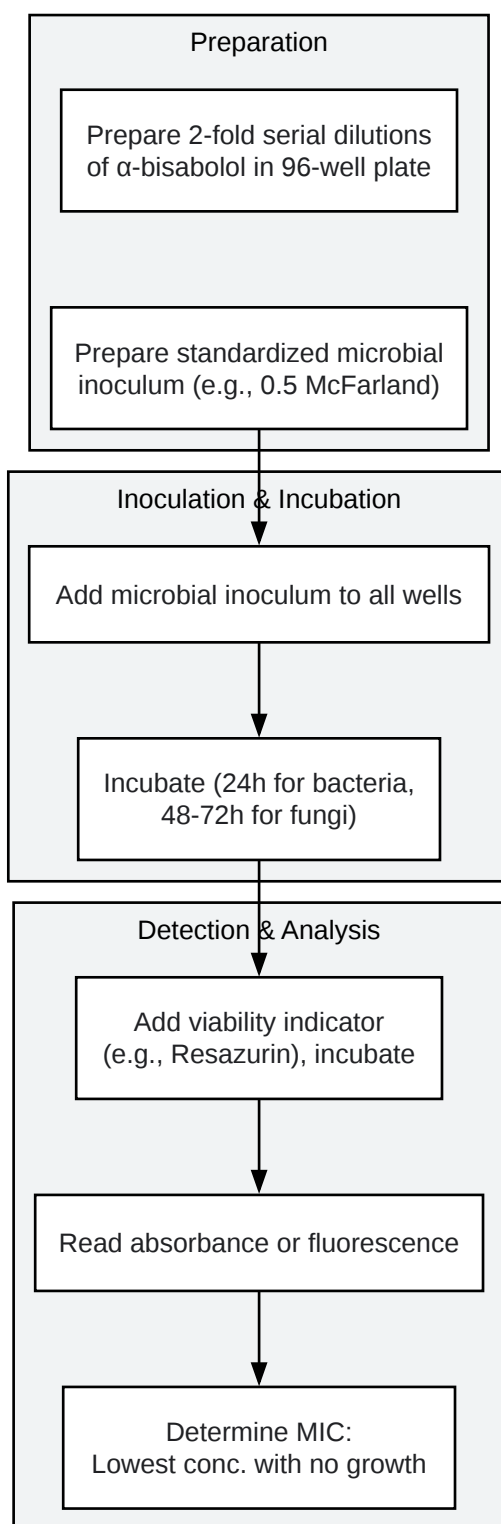 Preparation
Prepare 2-fold serial dilutions
of α-bisabolol in 96-well plate
Prepare standardized microbial
inoculum (e.g., 0.5 McFarland)
Inoculation & Incubation
Add microbial inoculum to all wells
Incubate (24h for bacteria,
48-72h for fungi)
Detection & Analysis
Add viability indicator
(e.g., Resazurin), incubate
Read absorbance or fluorescence
Determine MIC:
Lowest conc. with no growth